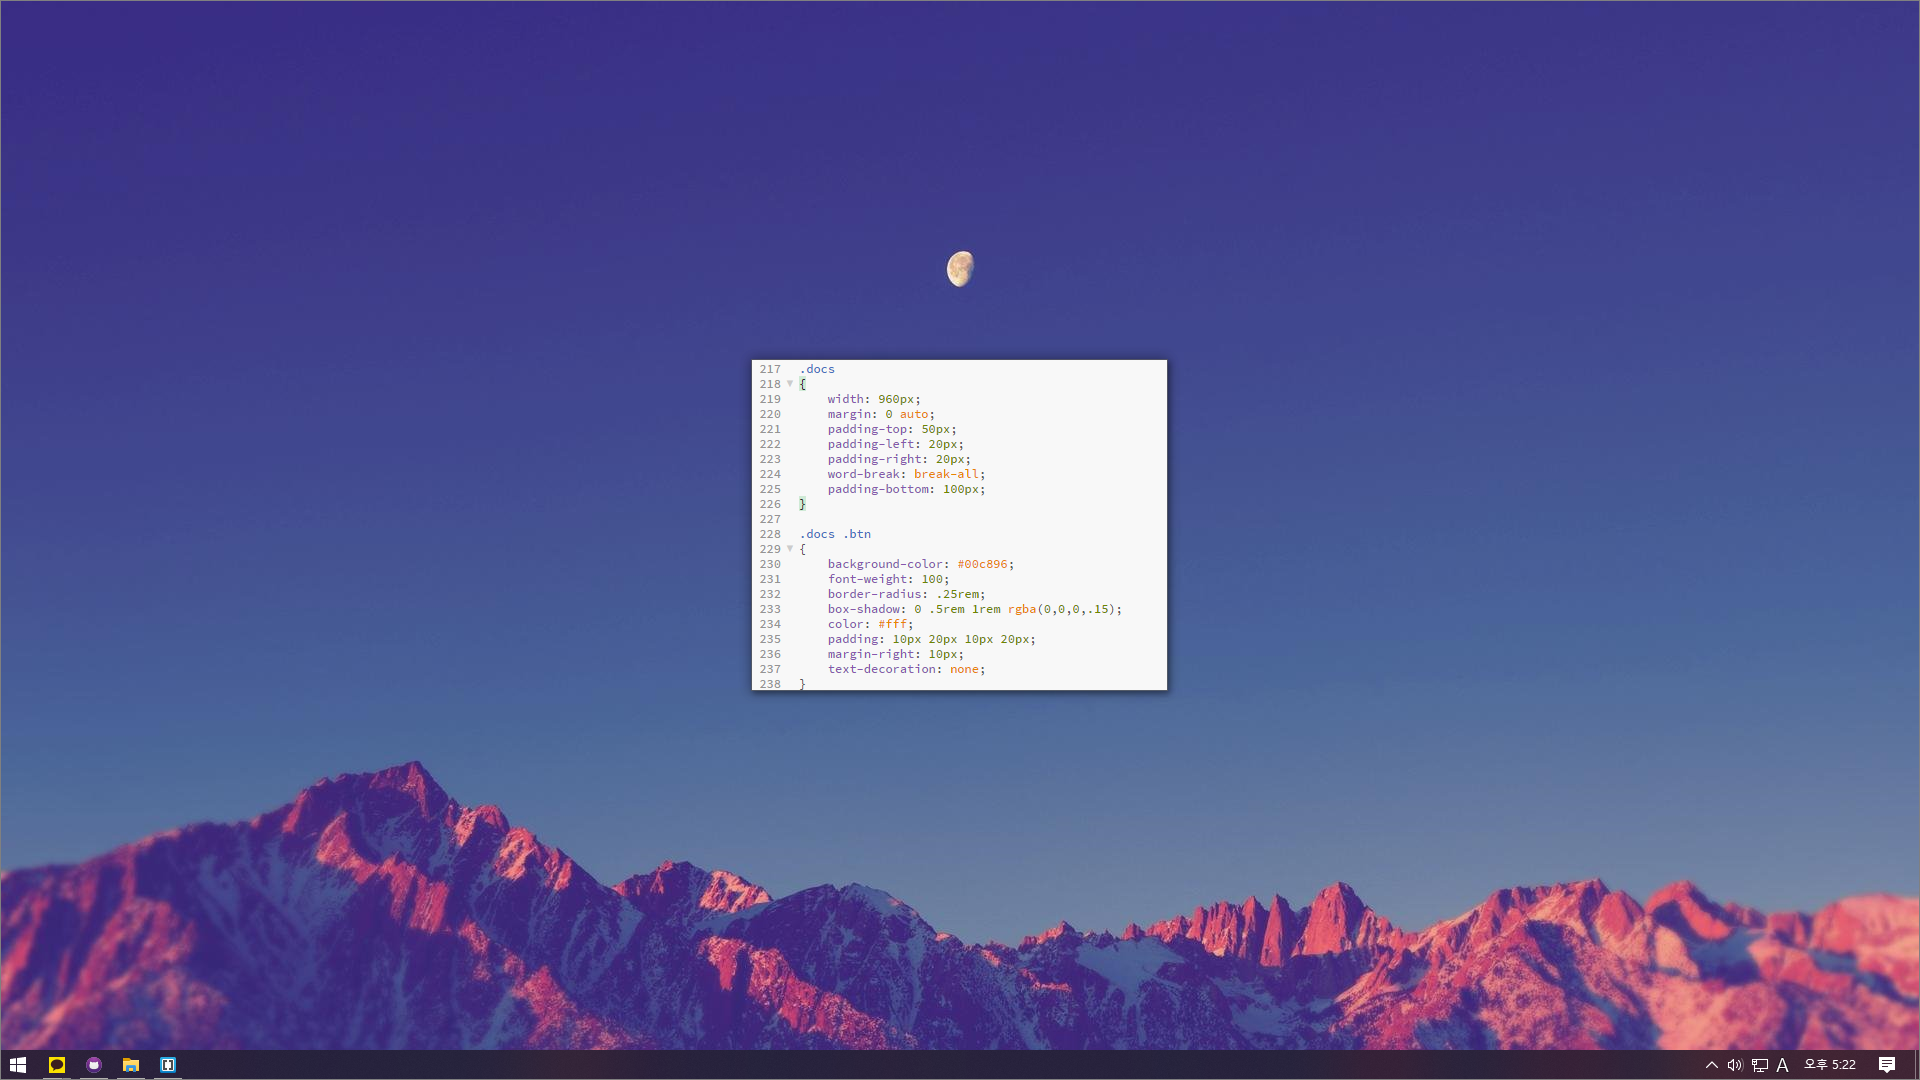 217 .docs
218 {
219     width: 960px;
220     margin: 0 auto;
221     padding-top: 50px;
222     padding-left: 20px;
223     padding-right: 20px;
224     word-break: break-all;
225     padding-bottom: 100px;
226 }
227
228 .docs .btn
229 {
230     background-color: #00c896;
231     font-weight: 100;
232     border-radius: .25rem;
233     box-shadow: 0 .5rem 1rem rgba(0,0,0,.15);
234     color: #fff;
235     padding: 10px 20px 10px 20px;
236     margin-right: 10px;
237     text-decoration: none;
238 }
A 오후 5:22